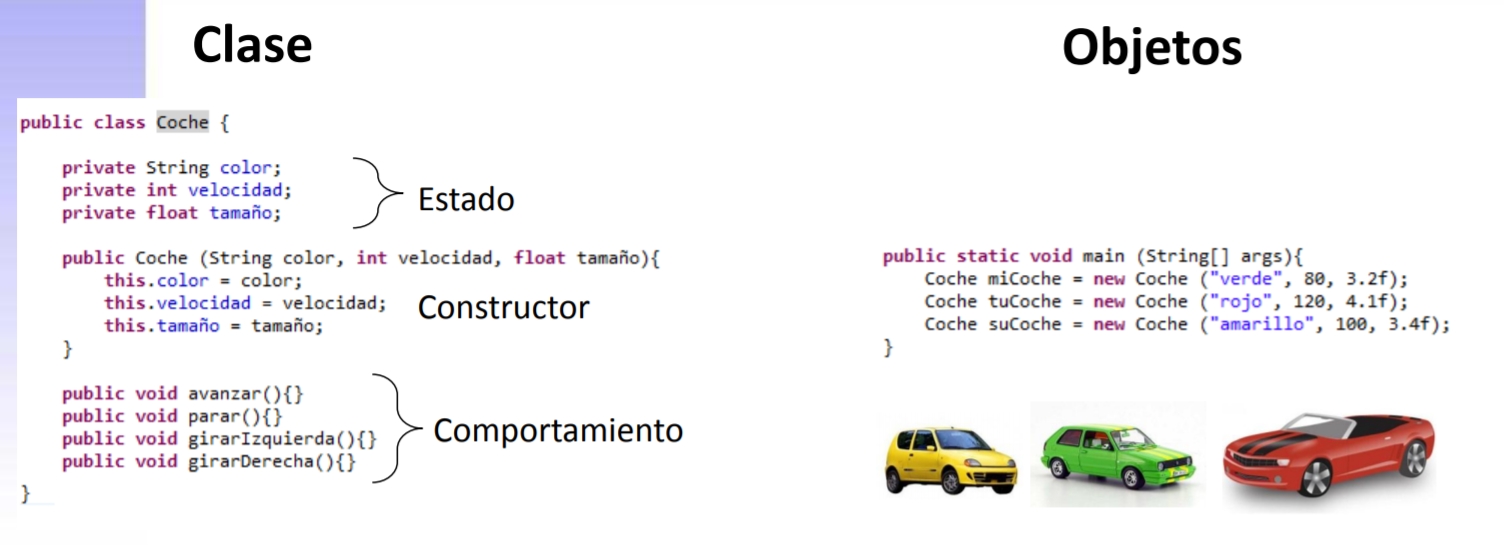 Clase
public class Coche {
private String color;
private int velocidad;
private float tamaño;
Estado
public Coche (String color, int velocidad, float tamaño){
this.color = color;
this.velocidad = velocidad;
this.tamaño = tamaño;
}
Constructor
public void avanzar(){}
public void parar(){}
public void girarIzquierda(){}
public void girarDerecha(){}
Comportamiento
}
Objetos
public static void main (String[] args){
Coche miCoche = new Coche ("verde", 80, 3.2f);
Coche tuCoche = new Coche ("rojo", 120, 4.1f);
Coche suCoche = new Coche ("amarillo", 100, 3.4f);
}